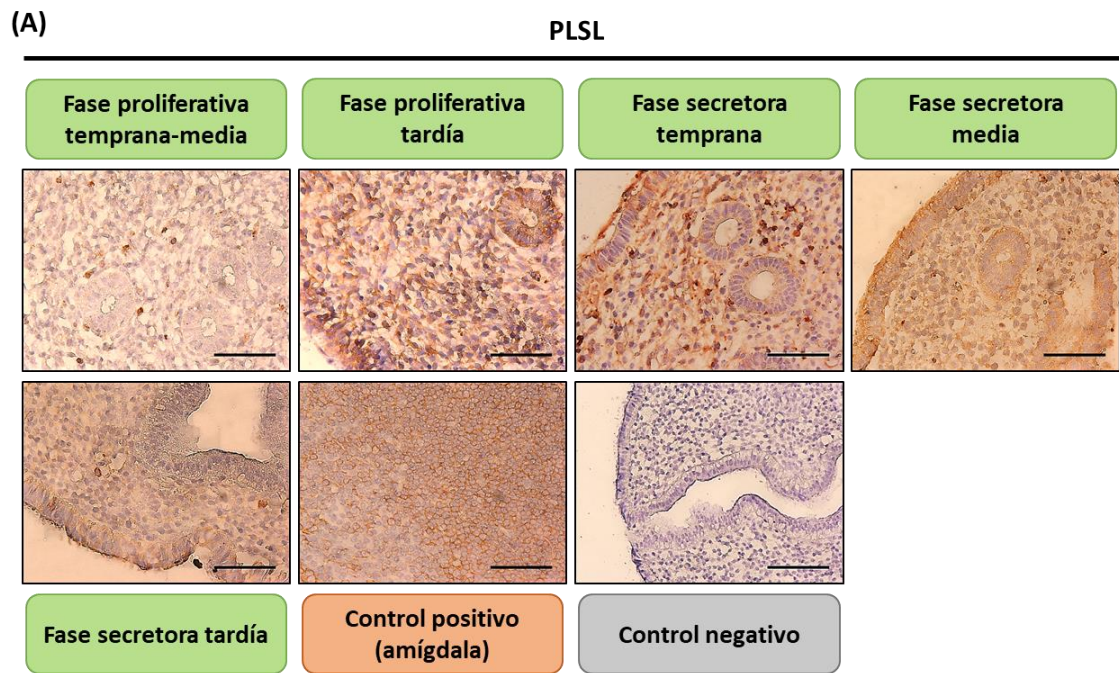 (A)
PLSL
Fase proliferativa
temprana-media
Fase proliferativa
tardía
Fase secretora
temprana
Fase secretora
media
Fase secretora tardía
Control positivo
(amígdala)
Control negativo